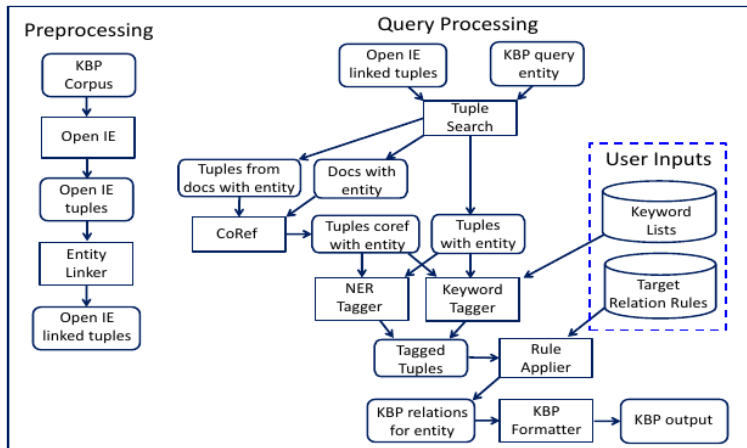 Preprocessing
KBP
Corpus
Open IE
Open IE
tuples
Entity
Linker
Open IE
linked tuples
Query Processing
Open IE
linked tuples
KBP query
entity
Tuple
Search
Tuples from
docs with entity
Docs with
entity
CoRef
Tuples coref
with entity
Tuples
with entity
NER
Tagger
Keyword
Tagger
Tagged
Tuples
Rule
Applier
KBP relations
for entity
KBP
Formatter
KBP output
User Inputs
Keyword
Lists
Target
Relation Rules